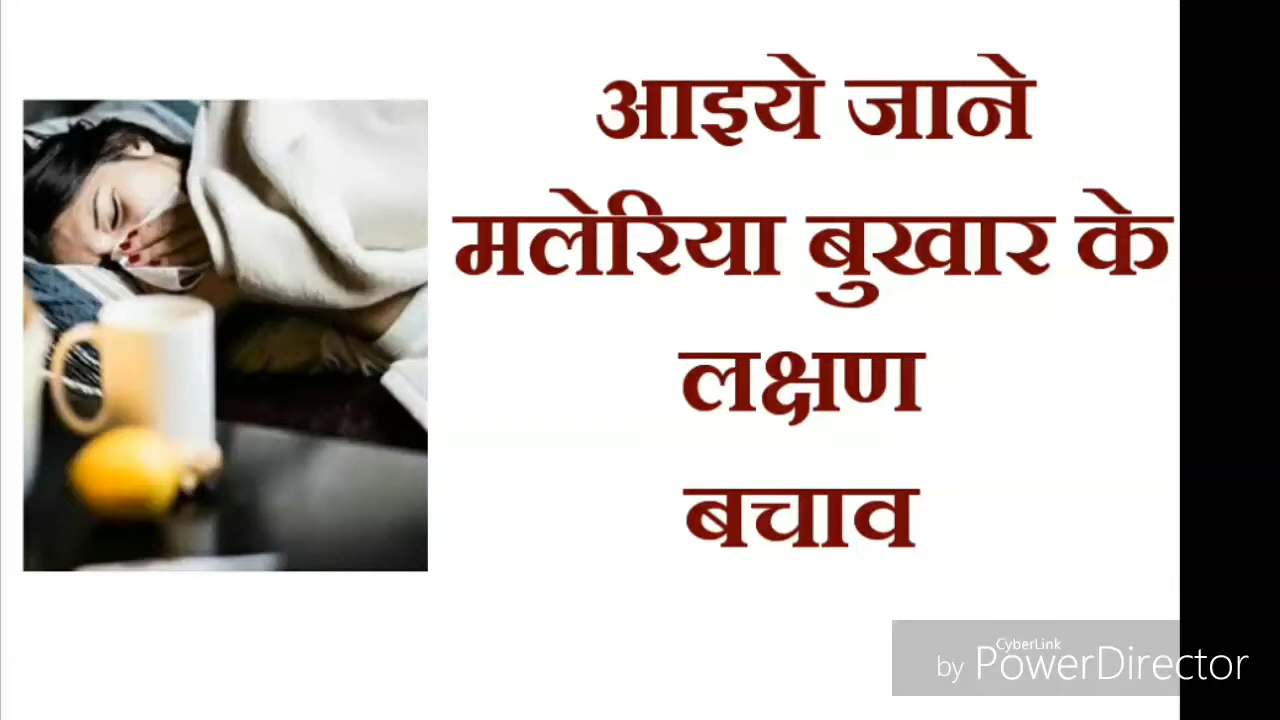 आइये जाने
मलेरिया बुखार के
लक्षण
बचाव
CyberLink
by PowerDirector